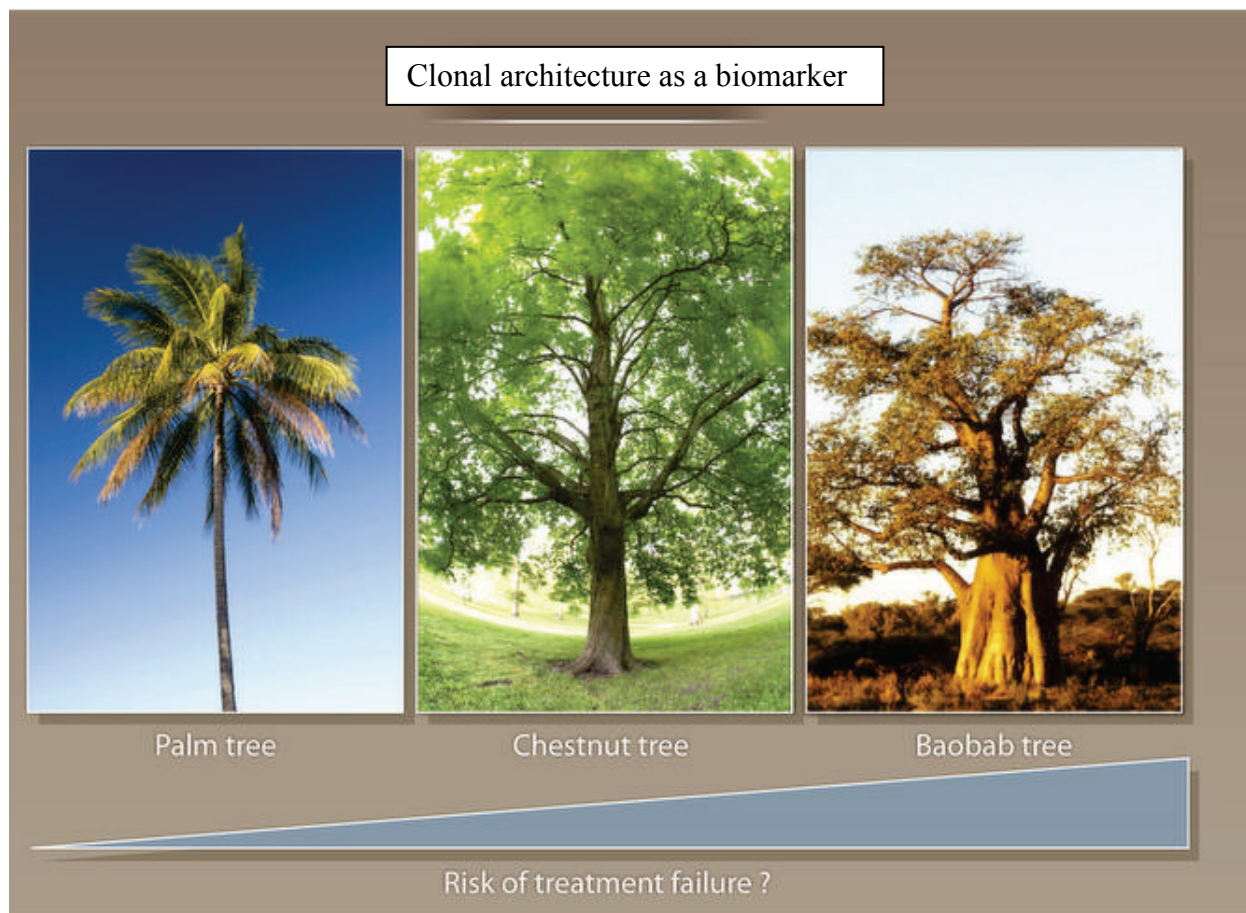 Clonal architecture as a biomarker
Palm tree
Chestnut tree
Baobab tree
Risk of treatment failure ?